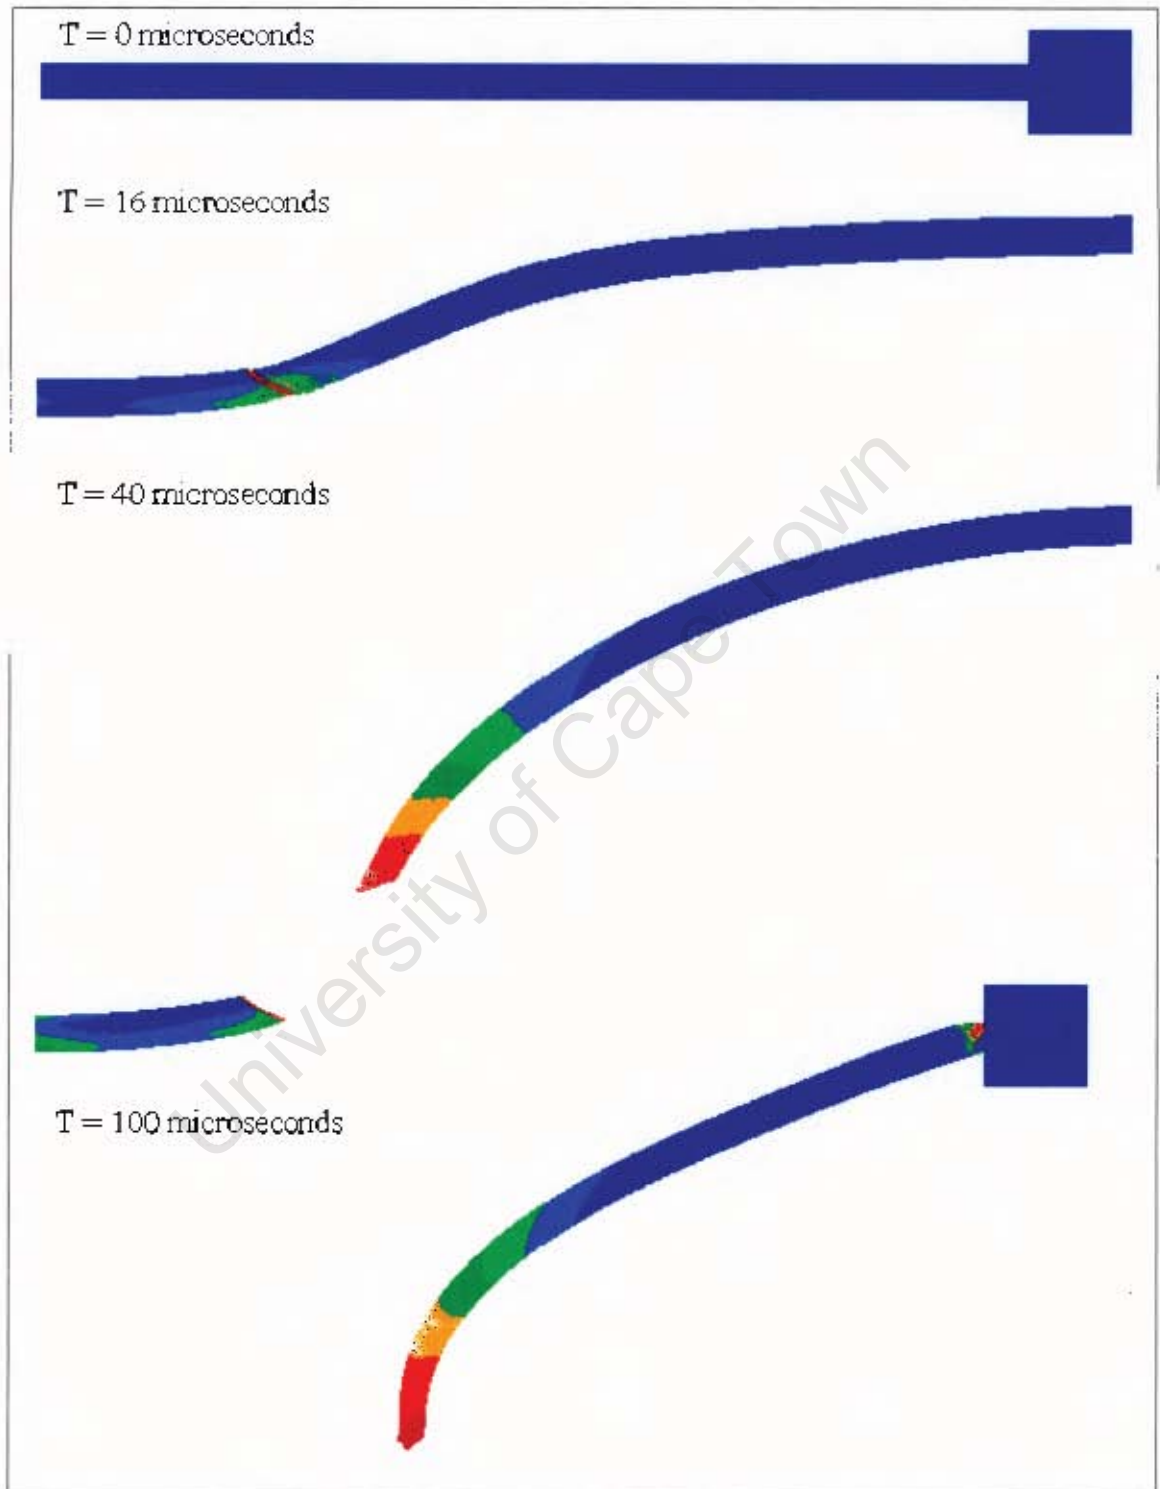 T = 0 microseconds
T = 16 microseconds
T = 40 microseconds
University of Cape Town
T = 100 microseconds